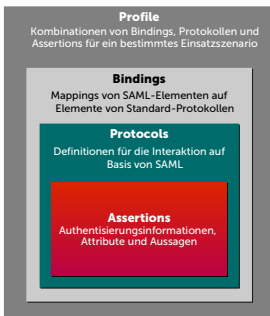 Profile
Kombinationen von Bindings, Protokollen und
Assertions für ein bestimmtes Einsatzszenario
Bindings
Mappings von SAML-Elementen auf
Elemente von Standard-Protokollen
Protocols
Definitionen für die Interaktion auf
Basis von SAML
Assertions
Authentisierungsinformationen,
Attribute und Aussagen